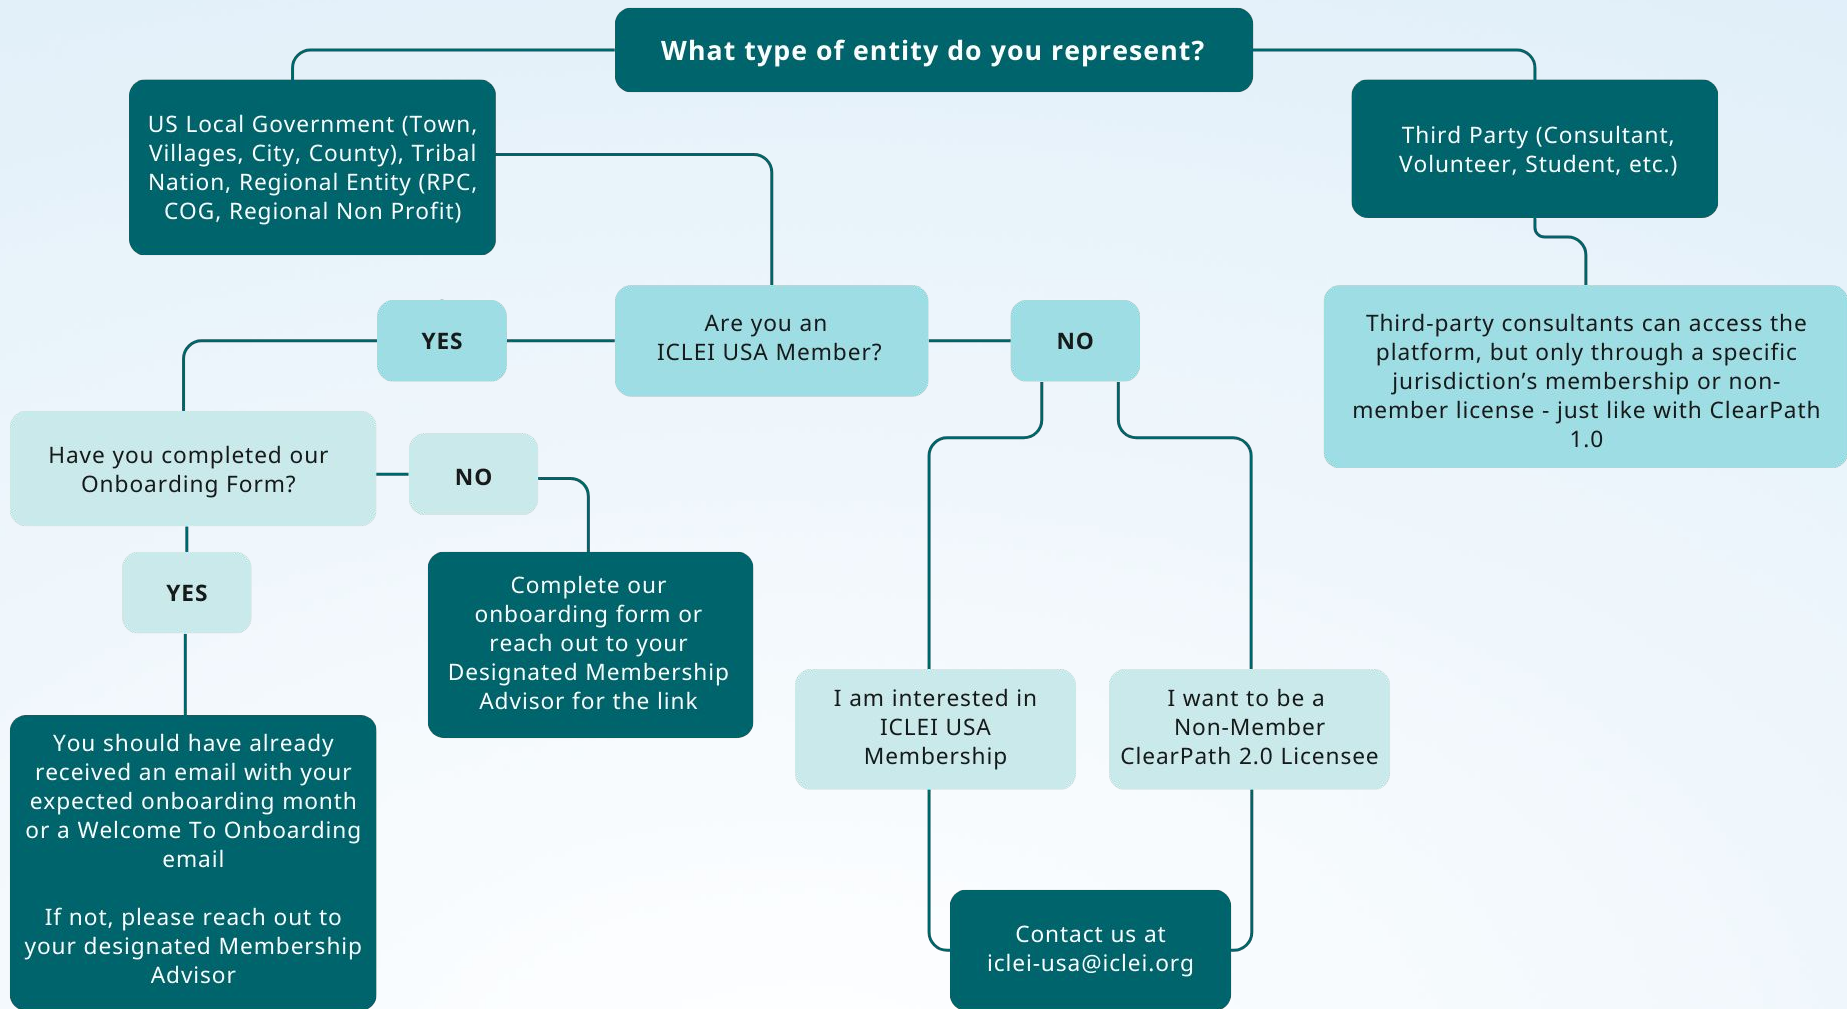 What type of entity do you represent?
US Local Government (Town,
Villages, City, County), Tribal
Nation, Regional Entity (RPC,
COG, Regional Non Profit)
Third Party (Consultant,
Volunteer, Student, etc.)
YES
Are you an
ICLEI USA Member?
NO
Third-party consultants can access the
platform, but only through a specific
jurisdiction’s membership or non-
member license - just like with ClearPath
1.0
Have you completed our
Onboarding Form?
NO
YES
Complete our
onboarding form or
reach out to your
Designated Membership
Advisor for the link
I am interested in
ICLEI USA
Membership
I want to be a
Non-Member
ClearPath 2.0 Licensee
You should have already
received an email with your
expected onboarding month
or a Welcome To Onboarding
email
If not, please reach out to
your designated Membership
Advisor
Contact us at
iclei-usa@iclei.org